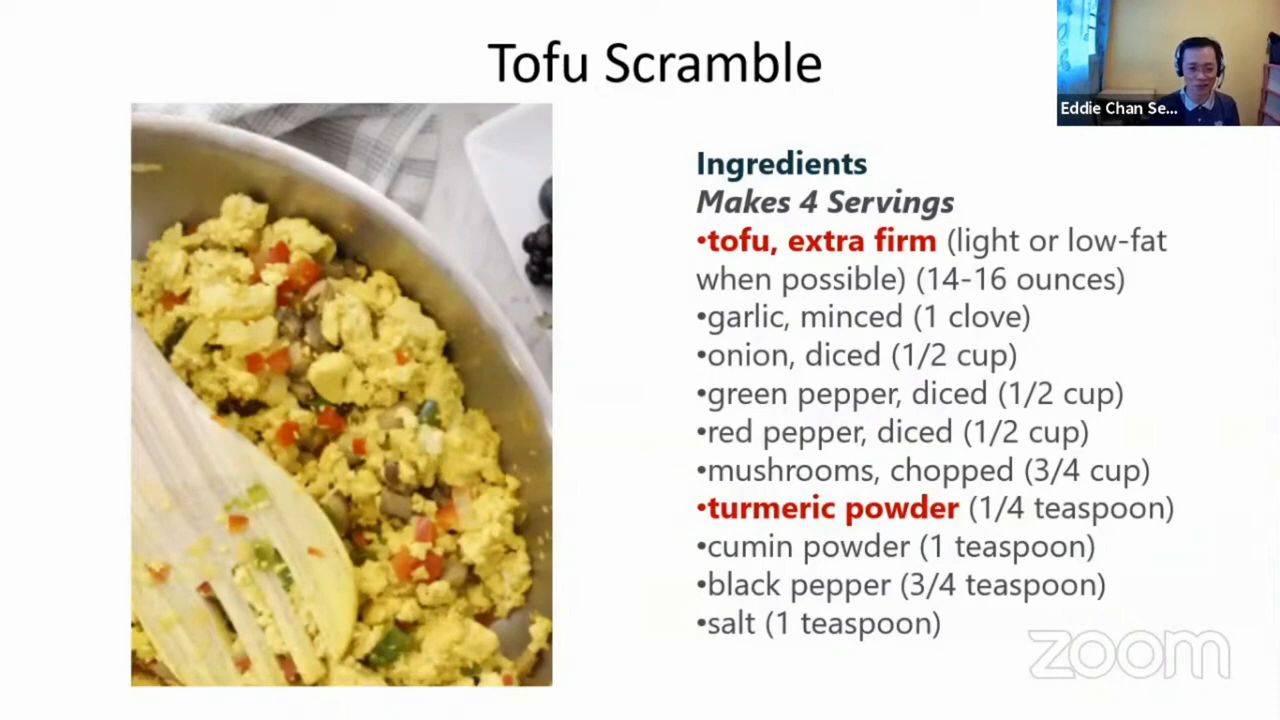 Tofu Scramble
Eddie Chan Se...
Ingredients
Makes 4 Servings
•tofu, extra firm (light or low-fat
when possible) (14-16 ounces)
•garlic, minced (1 clove)
•onion, diced (1/2 cup)
•green pepper, diced (1/2 cup)
•red pepper, diced (1/2 cup)
•mushrooms, chopped (3/4 cup)
•turmeric powder (1/4 teaspoon)
•cumin powder (1 teaspoon)
•black pepper (3/4 teaspoon)
•salt (1 teaspoon)
zoom